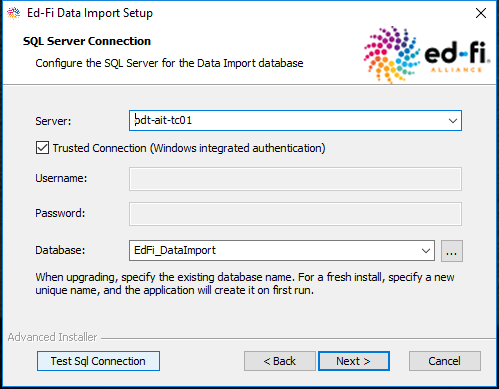 Ed-Fi Data Import Setup
SQL Server Connection
Configure the SQL Server for the Data Import database
ed-fi
ALLIANCE
Server:
pdt-ait-tc01
Trusted Connection (Windows integrated authentication)
Username:
Password:
Database:
EdFi_DataImport
...
When upgrading, specify the existing database name. For a fresh install, specify a new
unique name, and the application will create it on first run.
Advanced Installer
Test Sql Connection
< Back
Next >
Cancel